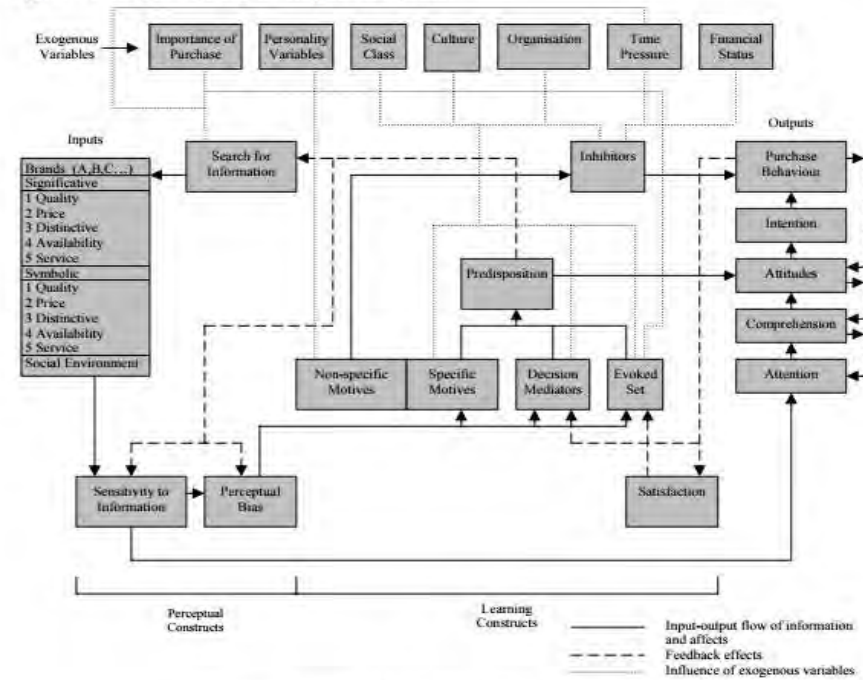 Exogenous
Variables
Importance of
Purchase
Personality
Variables
Social
Class
Culture
Organisation
Time
Pressure
Financial
Status
Inputs
Outputs
Brands (A,B,C...)
Significative
1 Quality
2 Price
3 Distinctive
4 Availability
5 Service
Symbolic
1 Quality
2 Price
3 Distinctive
4 Availability
5 Service
Social Environment
Search for
Information
Inhibitors
Purchase
Behaviour
Intention
Predisposition
Attitudes
Comprehension
Non-specific
Motives
Specific
Motives
Decision
Mediators
Evoked
Set
Attention
Sensitivity to
Information
Perceptual
Bias
Satisfaction
Perceptual
Constructs
Learning
Constructs
Input-output flow of information
and affects
Feedback effects
Influence of exogenous variables